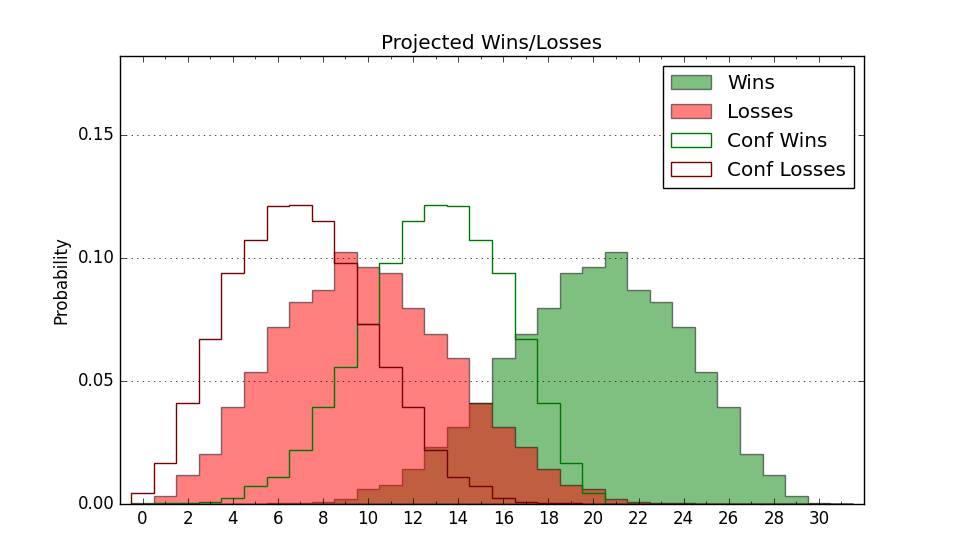 Projected Wins/Losses
Wins
Losses
Conf Wins
Conf Losses
Probability
0.15
0.10
0.05
0.00
0 2 4 6 8 10 12 14 16 18 20 22 24 26 28 30